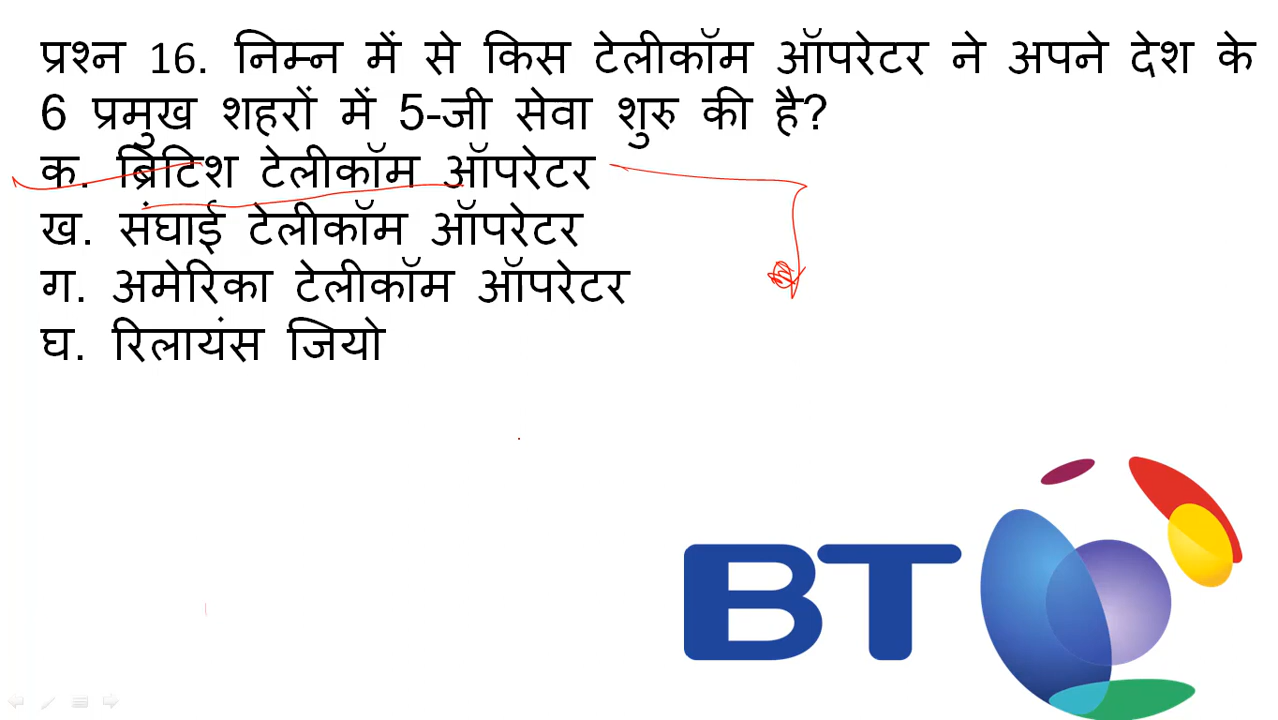 प्रश्न 16. निम्न में से किस टेलीकॉम ऑपरेटर ने अपने देश के
6 प्रमुख शहरों में 5-जी सेवा शुरु की है?
क. ब्रिटिश टेलीकॉम ऑपरेटर
ख. संघाई टेलीकॉम ऑपरेटर
ग. अमेरिका टेलीकॉम ऑपरेटर
घ. रिलायंस जियो
BT